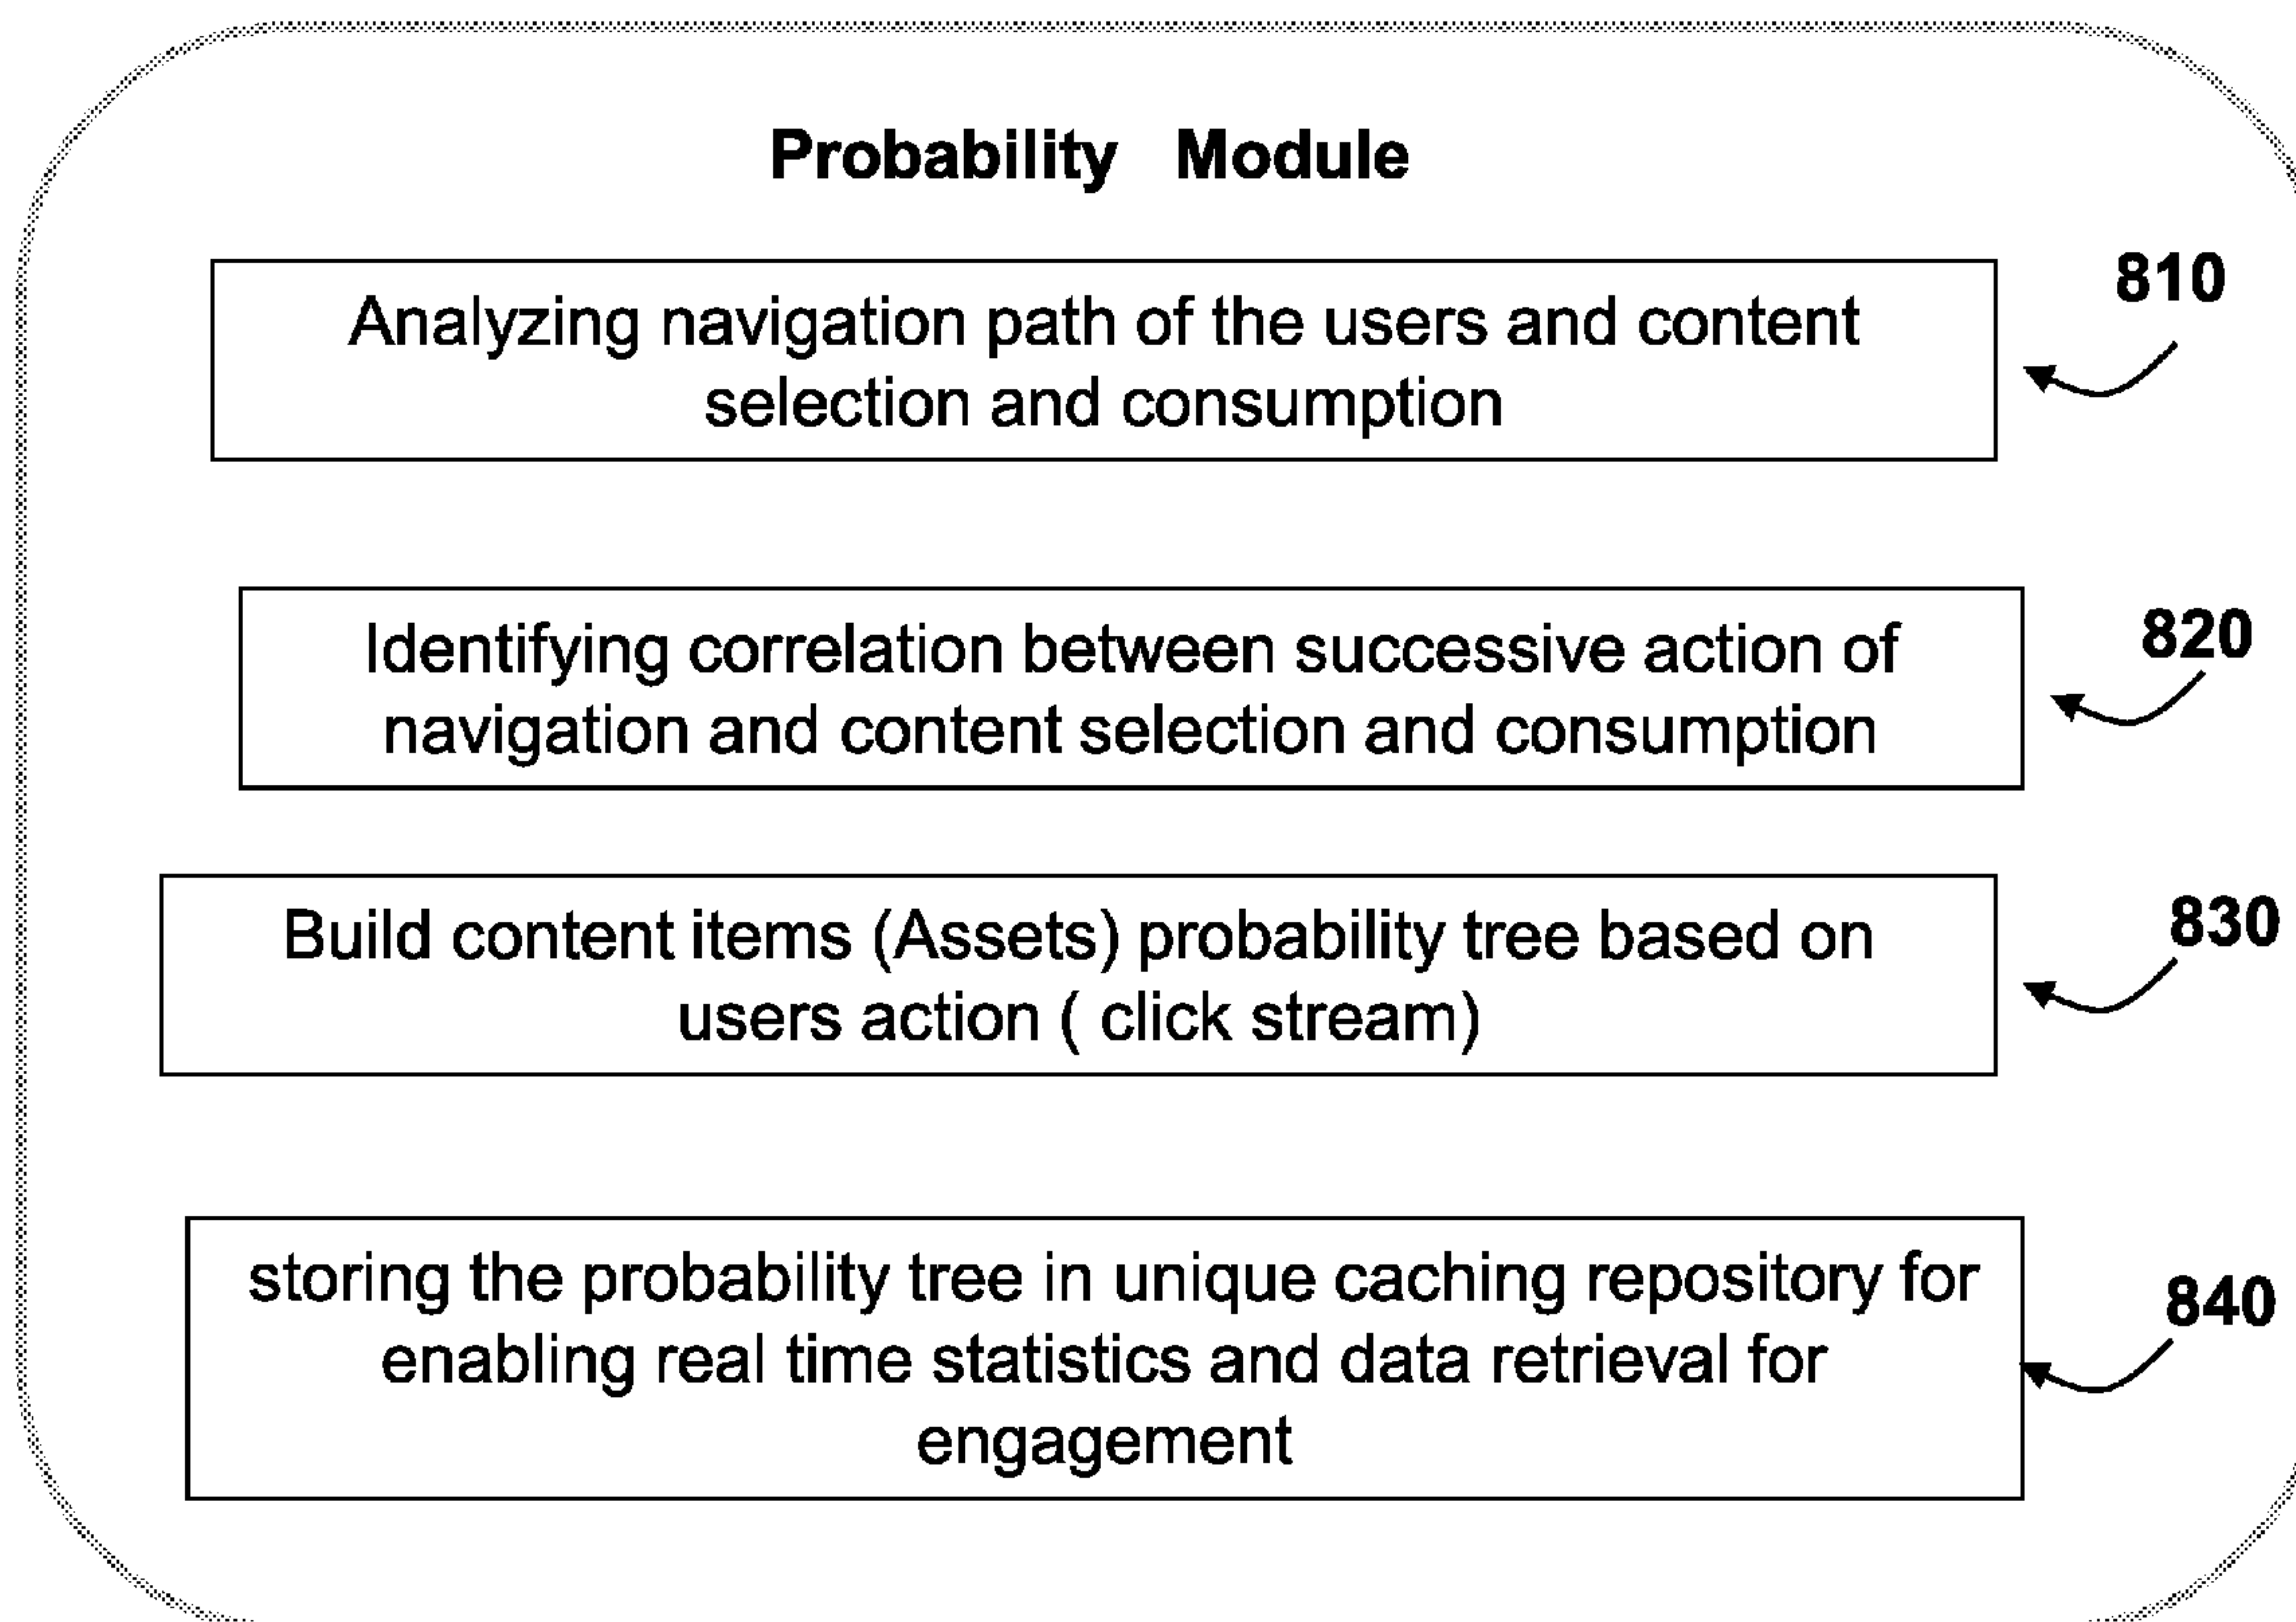 Probability Module
810
Analyzing navigation path of the users and content
selection and consumption
820
Identifying correlation between successive action of
navigation and content selection and consumption
830
Build content items (Assets) probability tree based on
users action ( click stream)
840
storing the probability tree in unique caching repository for
enabling real time statistics and data retrieval for
engagement